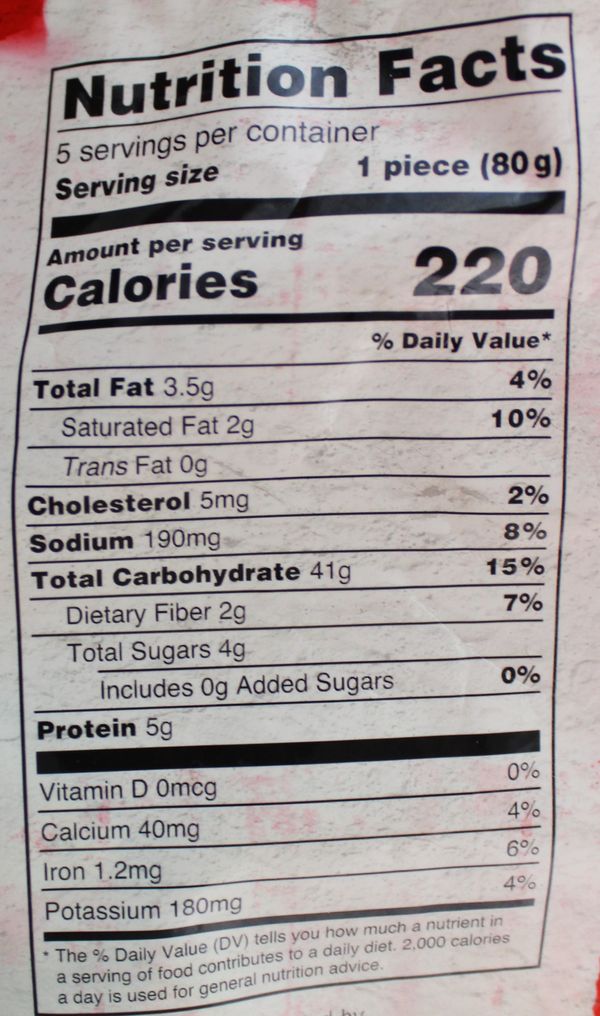 Nutrition Facts
5 servings per container
Serving size 1 piece (80g)
Amount per serving
Calories 220
% Daily Value*
Total Fat 3.5g 4%
Saturated Fat 2g 10%
Trans Fat 0g
Cholesterol 5mg 2%
Sodium 190mg 8%
Total Carbohydrate 41g 15%
Dietary Fiber 2g 7%
Total Sugars 4g
Includes 0g Added Sugars 0%
Protein 5g
Vitamin D 0mcg 0%
Calcium 40mg 4%
Iron 1.2mg 6%
Potassium 180mg 4%
* The % Daily Value (DV) tells you how much a nutrient in
a serving of food contributes to a daily diet. 2,000 calories
a day is used for general nutrition advice.